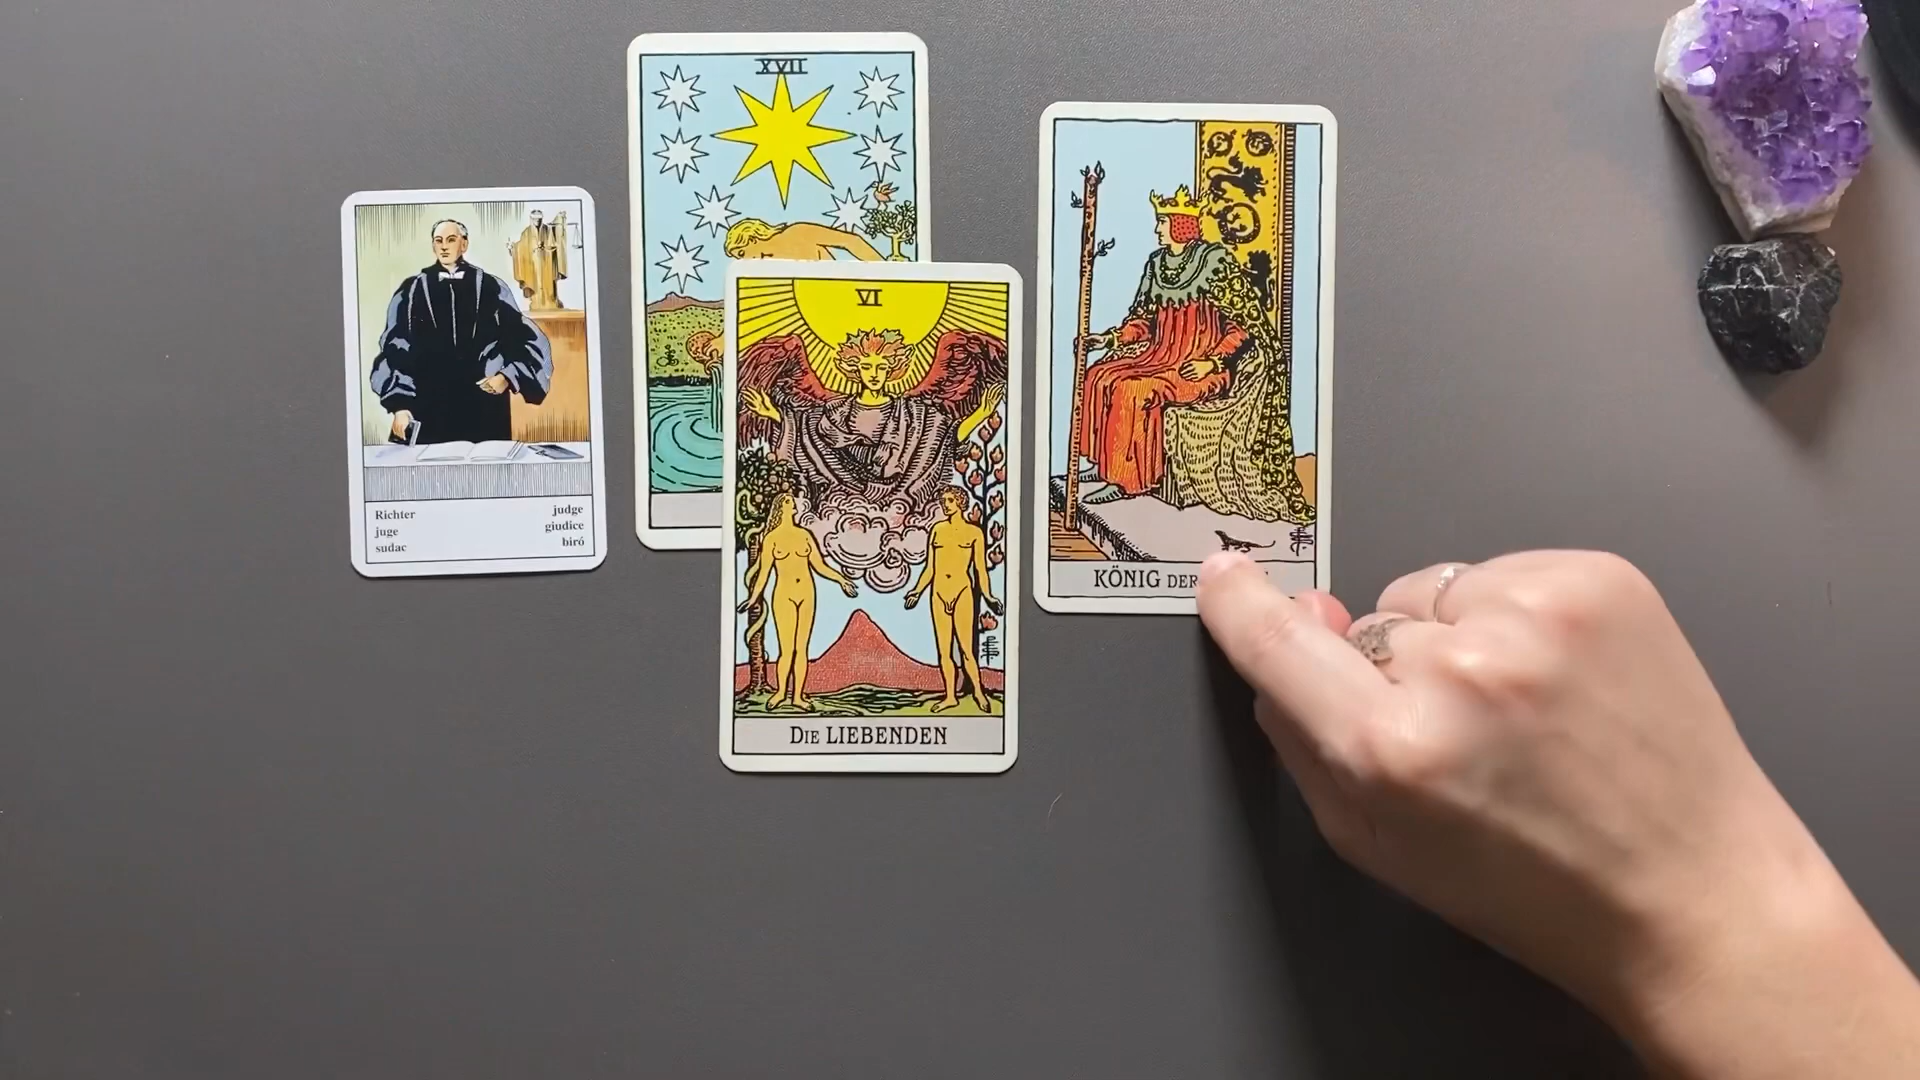 Richter
juge
sudac
judge
giudice
biró
XVII
VI
Die LIEBENDEN
KÖNIG DER